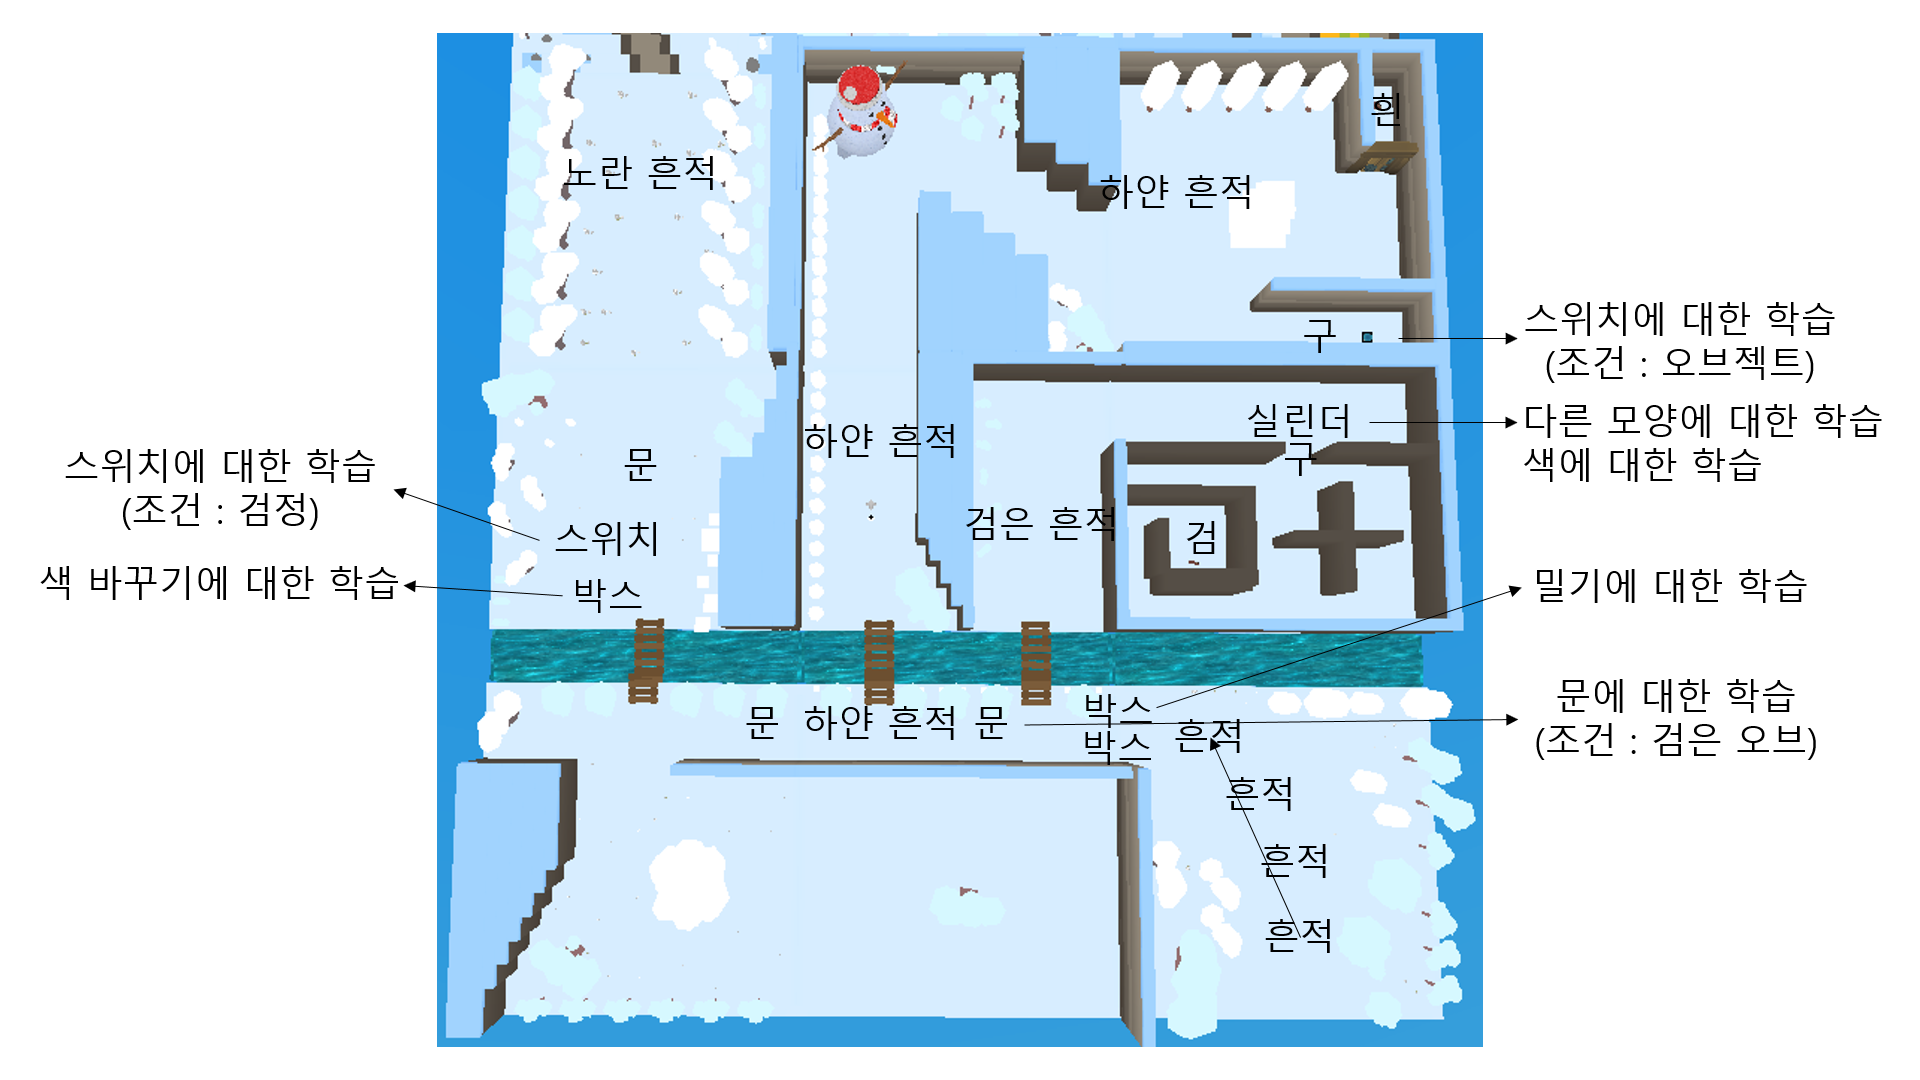 흰
노란 흔적
하얀 흔적
구
스위치에 대한 학습
(조건 : 오브젝트)
실린더
구
다른 모양에 대한 학습
색에 대한 학습
하얀 흔적
문
스위치에 대한 학습
(조건 : 검정)
검은 흔적
검
스위치
박스
색 바꾸기에 대한 학습
밀기에 대한 학습
문 하얀 흔적 문
박스
박스
흔적
문에 대한 학습
(조건 : 검은 오브)
흔적
흔적
흔적